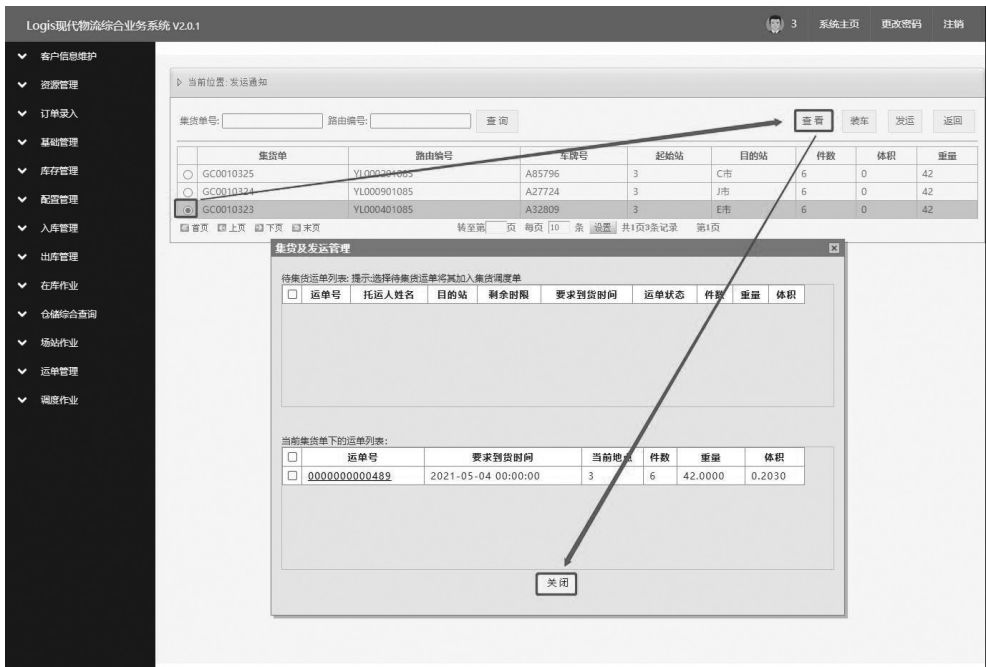 Logis现代物流综合业务系统 V2.0.1 3 系统主页 更改密码 注销
客户信息维护
资源管理
订单录入
基础管理
库存管理
配置管理
入库管理
出库管理
在库作业
仓储综合查询
场站作业
运单管理
调度作业
当前位置: 发运通知
集货单号: 路由编号: 查询 查看 装车 发运 返回
集货单 路由编号 车牌号 起始站 目的站 件数 体积 重量
GC0010325 YL000201085 A85796 3 C市 6 0 42
GC0010324 YL000901085 A27724 3 J市 6 0 42
GC0010323 YL000401085 A32809 3 E市 6 0 42
首页 上页 下页 末页 转至第 页 每页 10 条 设置 共1页3条记录 第1页
集货及发运管理
待集货运单列表: 提示:选择待集货运单将其加入集货调度单
运单号 托运人姓名 目的站 剩余时限 要求到货时间 运单状态 件数 重量 体积
当前集货单下的运单列表:
运单号 要求到货时间 当前地点 件数 重量 体积
0000000000489 2021-05-04 00:00:00 3 6 42.0000 0.2030
关闭